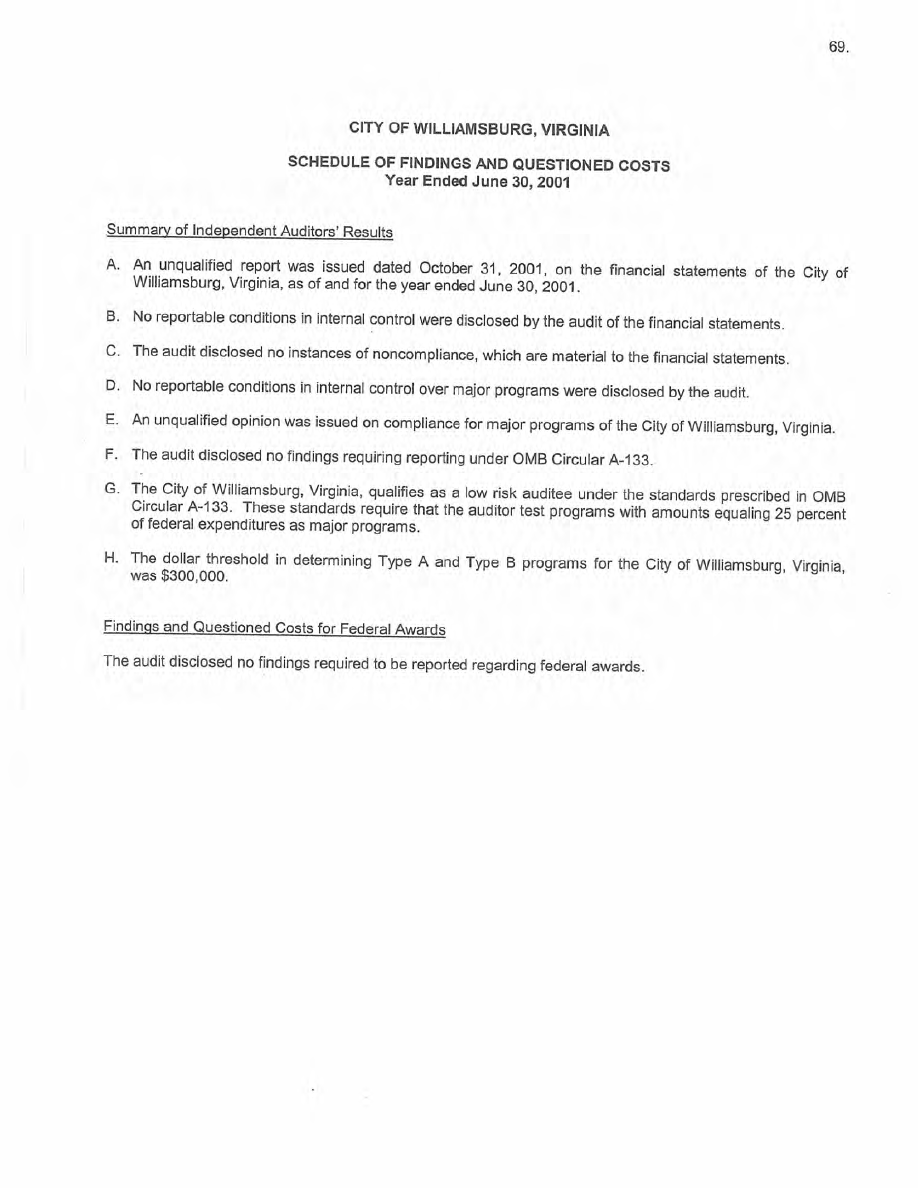 69.
CITY OF WILLIAMSBURG, VIRGINIA
SCHEDULE OF FINDINGS AND QUESTIONED COSTS
Year Ended June 30, 2001
Summary of Independent Auditors' Results
A. An unqualified report was issued dated October 31, 2001, on the financial statements of the City of
Williamsburg, Virginia, as of and for the year ended June 30, 2001.
B. No reportable conditions in internal control were disclosed by the audit of the financial statements.
C. The audit disclosed no instances of noncompliance, which are material to the financial statements.
D. No reportable conditions in internal control over major programs were disclosed by the audit.
E. An unqualified opinion was issued on compliance for major programs of the City of Williamsburg, Virginia.
F. The audit disclosed no findings requiring reporting under OMB Circular A-133.
G. The City of Williamsburg, Virginia, qualifies as a low risk auditee under the standards prescribed in OMB
Circular A-133. These standards require that the auditor test programs with amounts equaling 25 percent
of federal expenditures as major programs.
H. The dollar threshold in determining Type A and Type B programs for the City of Williamsburg, Virginia,
was $300,000.
Findings and Questioned Costs for Federal Awards
The audit disclosed no findings required to be reported regarding federal awards.